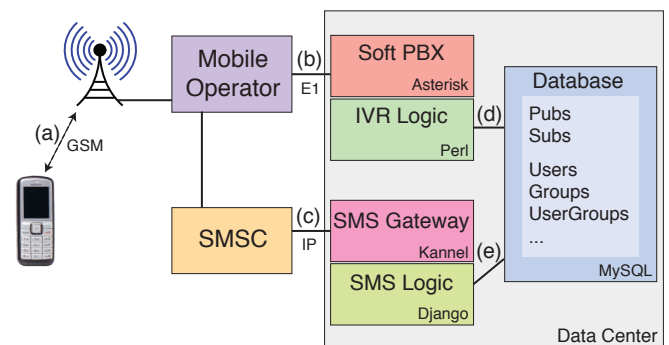 (a)
GSM
Mobile
Operator
(b)
E1
Soft PBX
Asterisk
IVR Logic
Perl
(d)
Database
Pubs
Subs
Users
Groups
UserGroups
...
MySQL
SMSC
(c)
IP
SMS Gateway
Kannel
SMS Logic
Django
(e)
Data Center